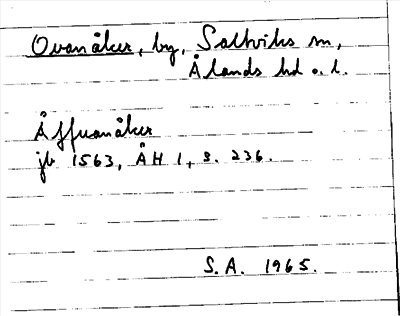 Ovanåker, by, Saltviks sn,
Ålands hd o. l.
Åffuanåker
jb 1563, ÅH 1, s. 236.
S.A. 1965.